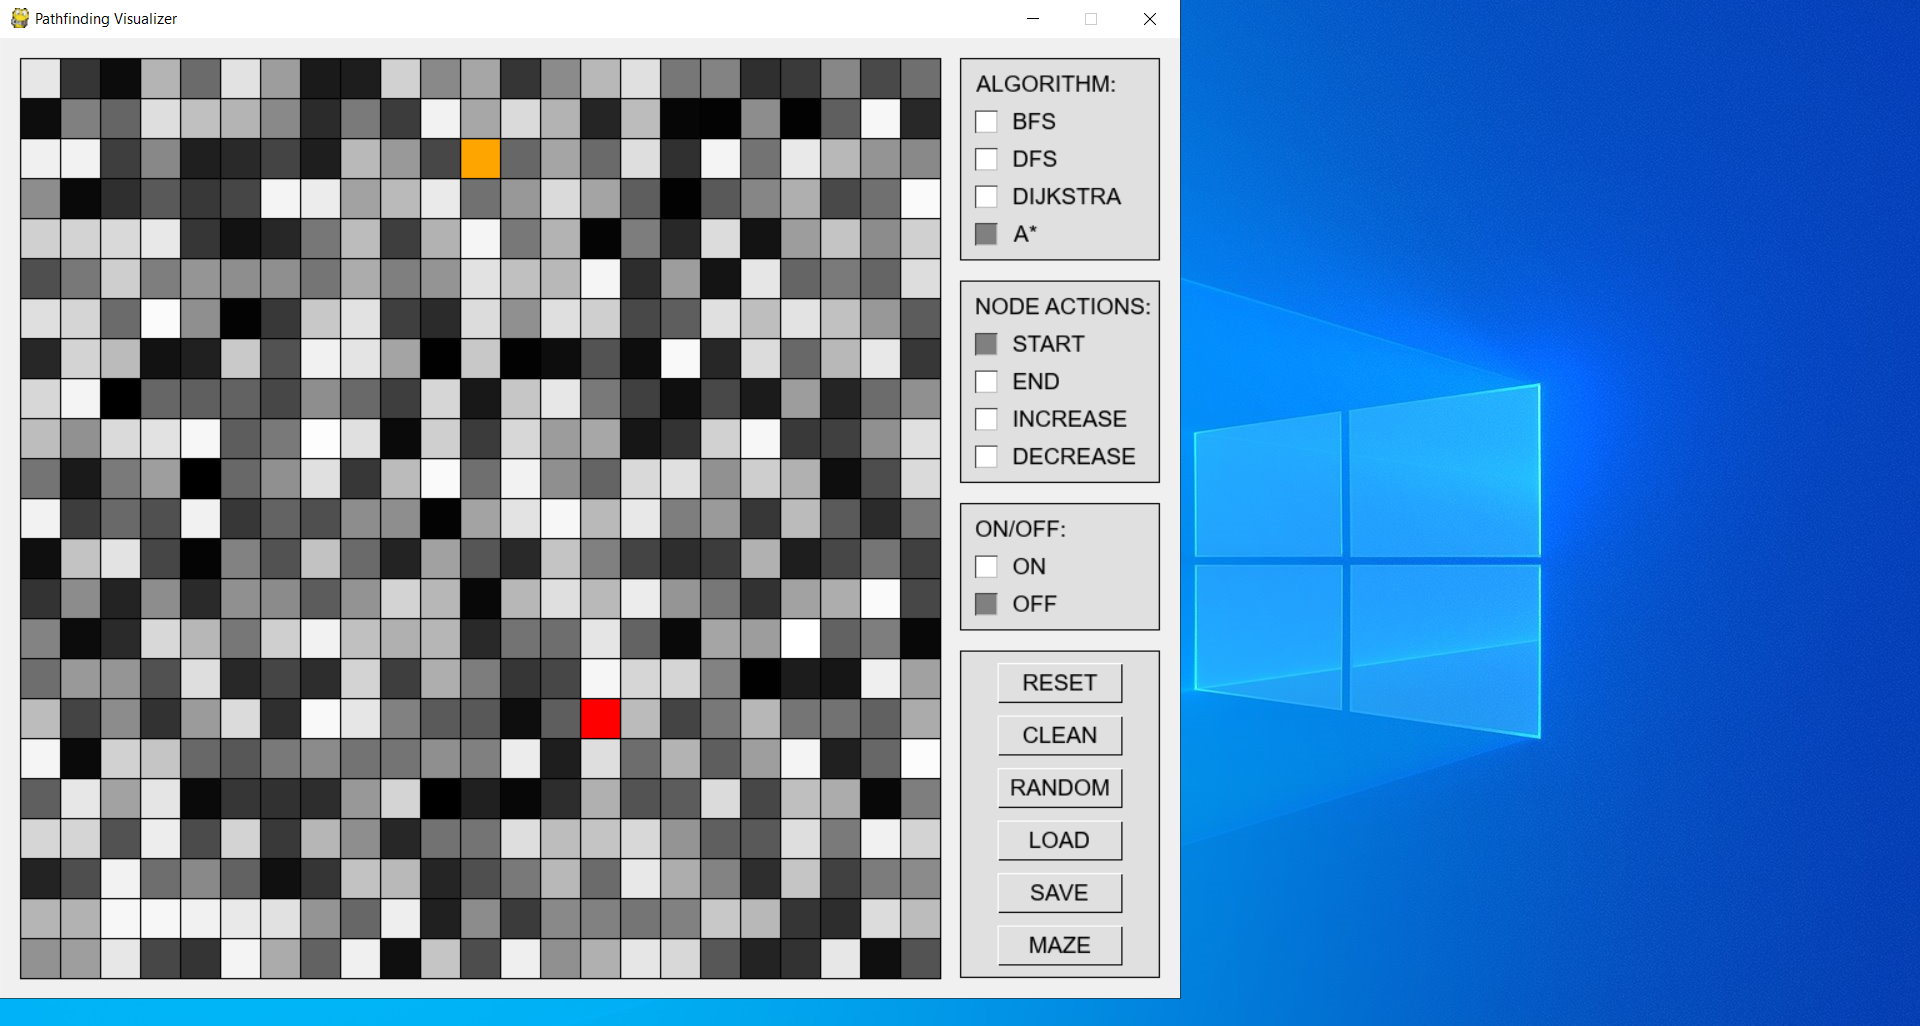 Pathfinding Visualizer
ALGORITHM:
BFS
DFS
DIJKSTRA
A*
NODE ACTIONS:
START
END
INCREASE
DECREASE
ON/OFF:
ON
OFF
RESET
CLEAN
RANDOM
LOAD
SAVE
MAZE